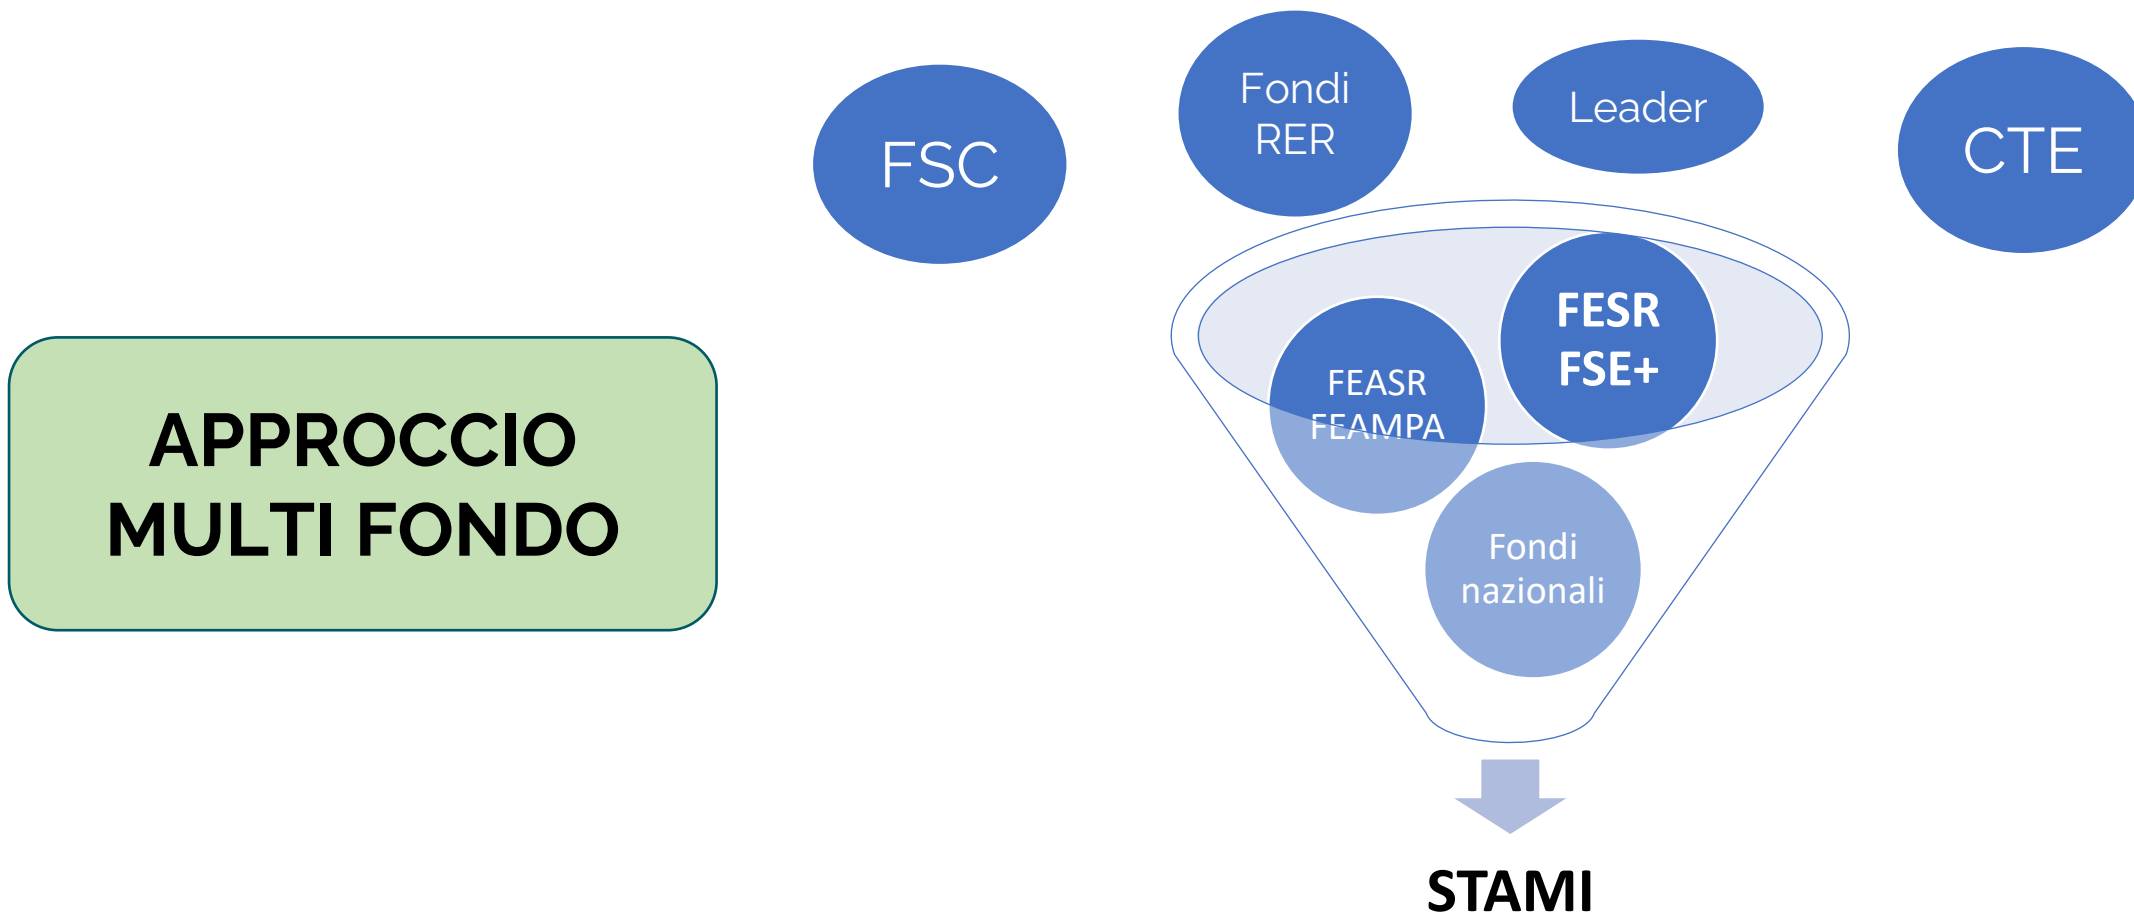 FSC
Fondi
RER
Leader
CTE
APPROCCIO
MULTI FONDO
FESR
FSE+
FEASR
FEAMPA
Fondi
nazionali
STAMI